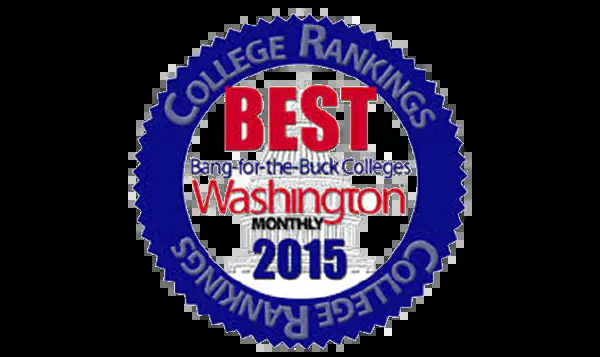 COLLEGE RANKINGS
BEST
Bang-for-the-Buck Colleges
Washington
MONTHLY
2015
COLLEGE RANKINGS